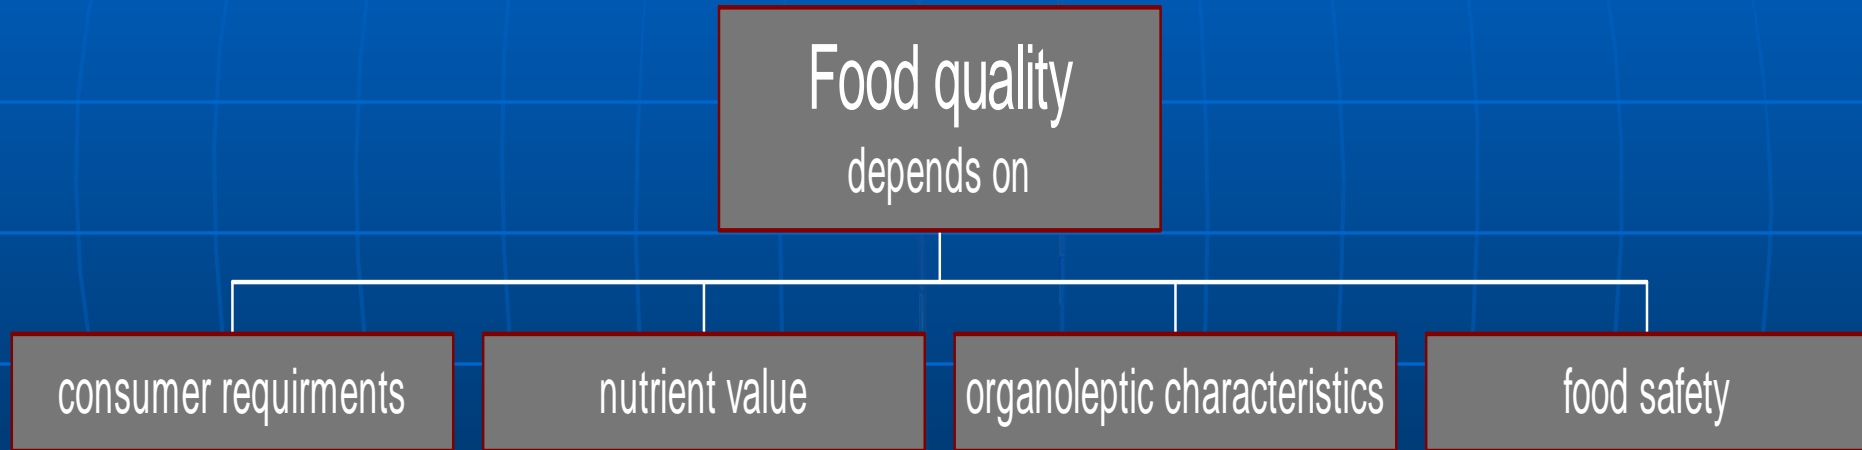 Food quality
depends on
consumer requirments
nutrient value
organoleptic characteristics
food safety